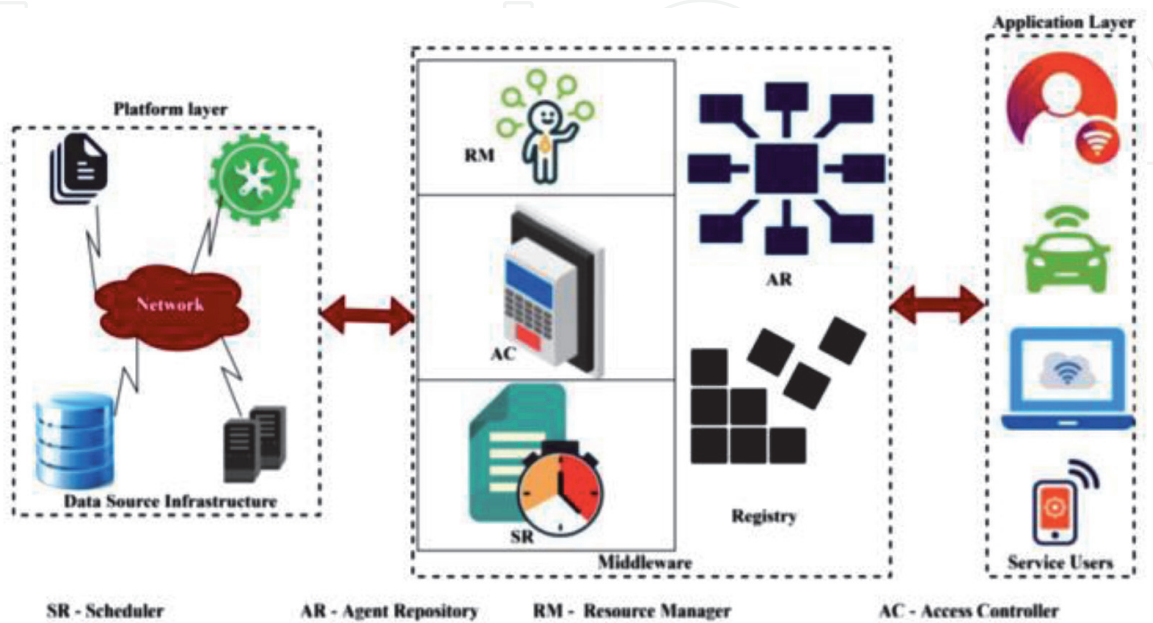 Application Layer
Platform layer
RM
Network
AR
AC
Data Source Infrastructure
SR
Registry
Middleware
Service Users
SR - Scheduler
AR - Agent Repository
RM - Resource Manager
AC - Access Controller